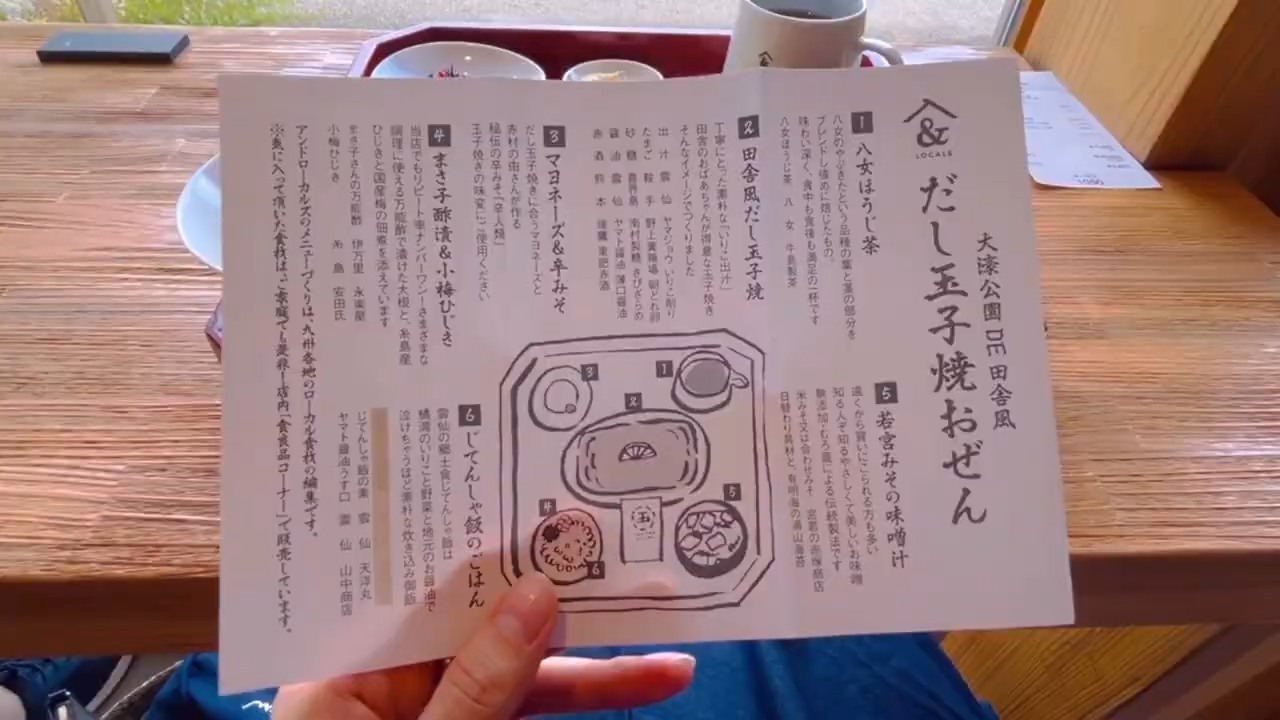 &
LOCALS
大濠公園 DE 田舎風
だし玉子焼おぜん
1 八女ほうじ茶
八女のやぶきたという品種の葉と茎の部分を
ブレンドし強めに焙じたもの。
味わい深く、食中も食後も満足の一杯です
八女ほうじ茶 八女 牛島製茶
2 田舎風だし玉子焼
丁寧にとった素朴な「いりこ出汁」
田舎のおばあちゃんが得意な玉子焼き
そんなイメージでつくりました
出汁 雲仙 ヤマジョウ いりこ削り
たまご 鞍手 野上養鶏場
砂糖 喜界島 南村製糖 きびざらめ
醤油 雲仙 ヤマト醤油 薄口醤油
赤酒 熊本 瑞鷹 東肥赤酒
3 マヨネーズ&辛みそ
だし玉子焼きに合うマヨネーズと
赤村の由さんが作る
秘伝の辛みそ「辛人類」
玉子焼きの味変にご使用ください
4 まさ子酢漬&小梅ひじき
当店でもリピート率ナンバーワン!さまざまな
調理に使える万能酢で漬けた大根と、糸島産
ひじきと国産梅の佃煮を添えています
まさ子さんの万能酢 伊万里 永楽屋
小梅ひじき 糸島 安田氏
5 若宮みその味噌汁
遠くから買いにこられる方も多い
知る人ぞ知るやさしくて美しいお味噌
無添加・むろ蓋による伝統製法です
米みそ又は合わせみそ 宮若の赤塚商店
日替わり具材と、有明海の湯山海苔
6 じてんしゃ飯のごはん
雲仙の郷土食じてんしゃ飯は
橘湾のいりこと野菜と地元のお醤油で
泣けちゃうほど素朴な炊き込み御飯
じてんしゃ飯の素 雲仙 天洋丸
ヤマト醤油うす口 雲仙 山中商店
アンドローカルズのメニューづくりは、九州各地のローカル食材の編集です。
※気に入って頂いた食材は、ご家庭でも是非!店内「食良品コーナー」で販売しています。
1
2
3
4
5
6
玉